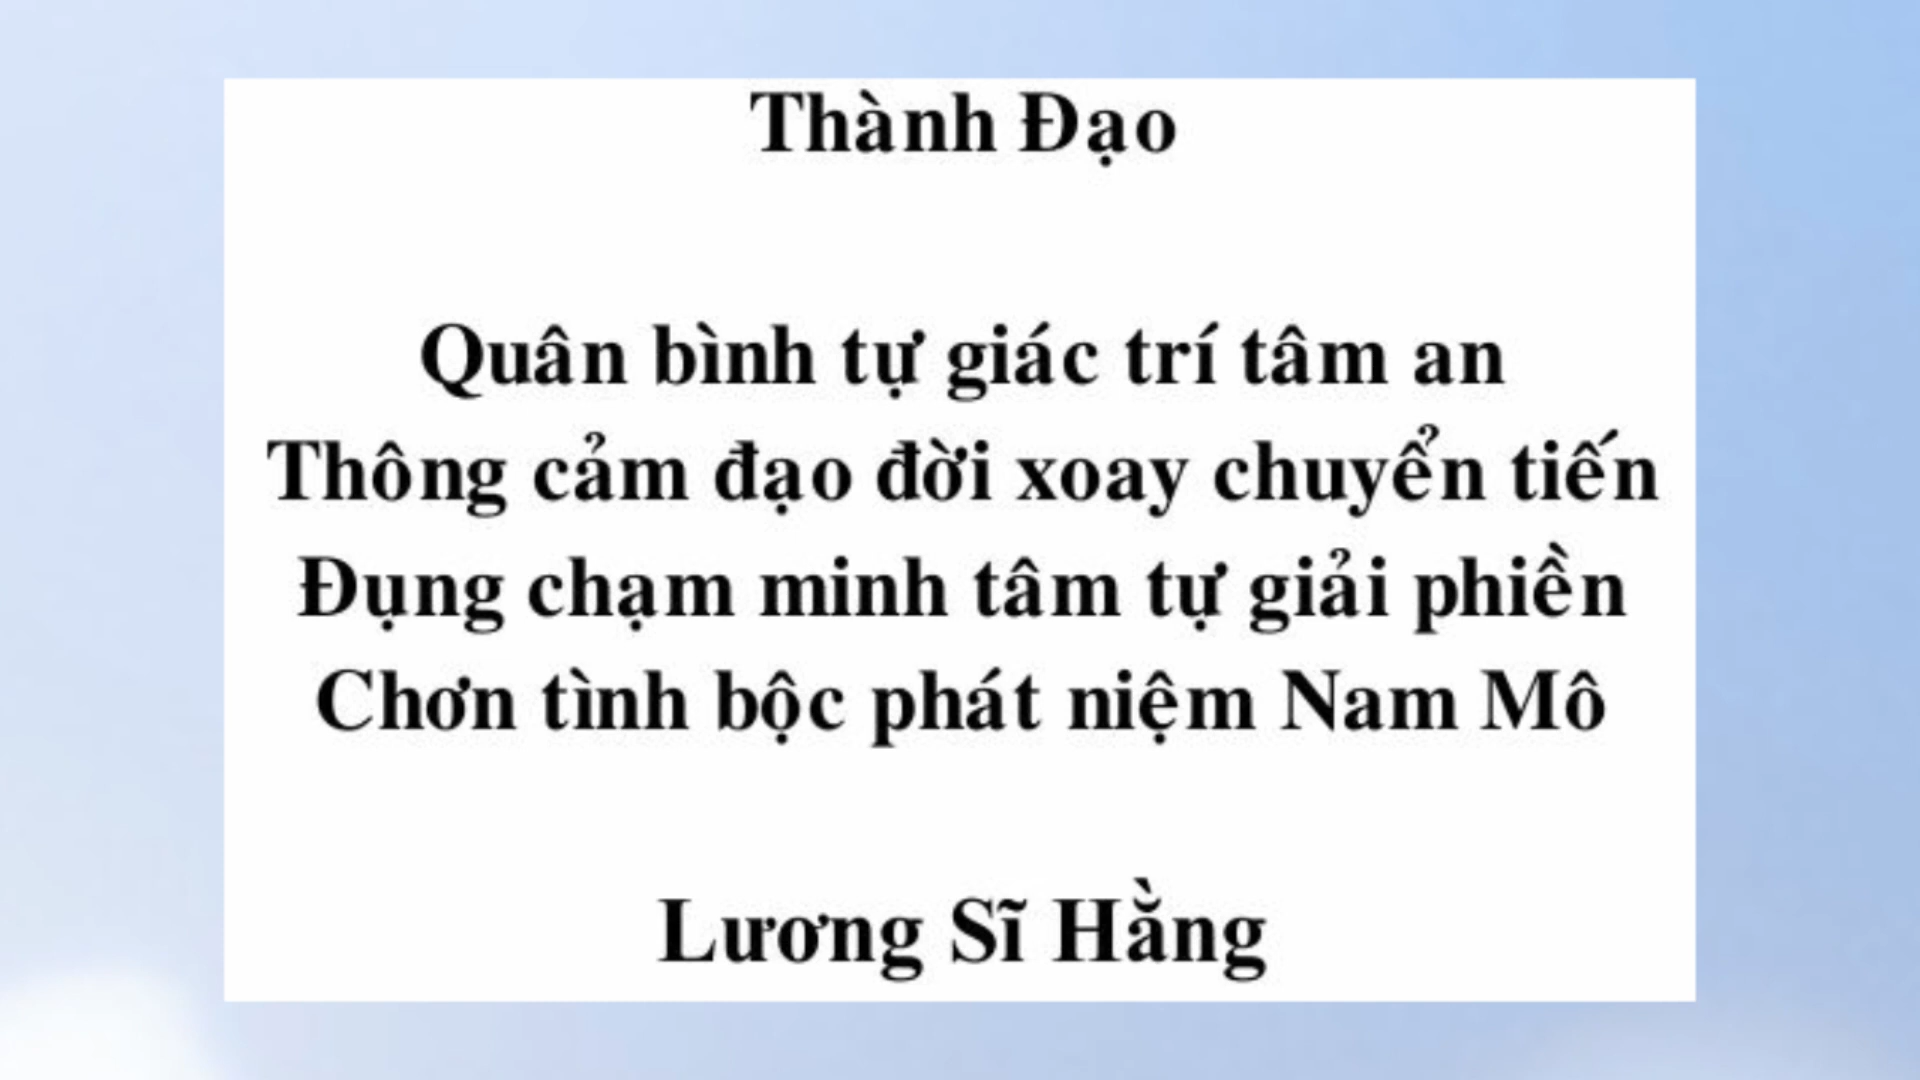 Thành Đạo
Quân bình tự giác trí tâm an
Thông cảm đạo đời xoay chuyển tiến
Đụng chạm minh tâm tự giải phiền
Chơn tình bộc phát niệm Nam Mô
Lương Sĩ Hằng